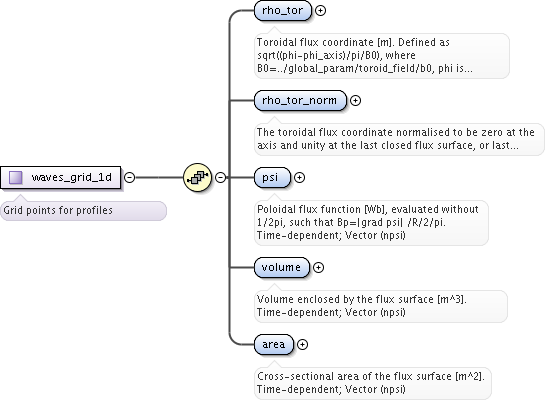 rho_tor
Toroidal flux coordinate [m]. Defined as
sqrt((phi-phi_axis)/pi/B0), where
B0=../global_param/toroid_field/b0, phi is...
rho_tor_norm
The toroidal flux coordinate normalised to be zero at the
axis and unity at the last closed flux surface, or last...
waves_grid_1d
Grid points for profiles
psi
Poloidal flux function [Wb], evaluated without
1/2pi, such that Bp=|grad psi| /R/2/pi.
Time-dependent; Vector (npsi)
volume
Volume enclosed by the flux surface [m^3].
Time-dependent; Vector (npsi)
area
Cross-sectional area of the flux surface [m^2].
Time-dependent; Vector (npsi)